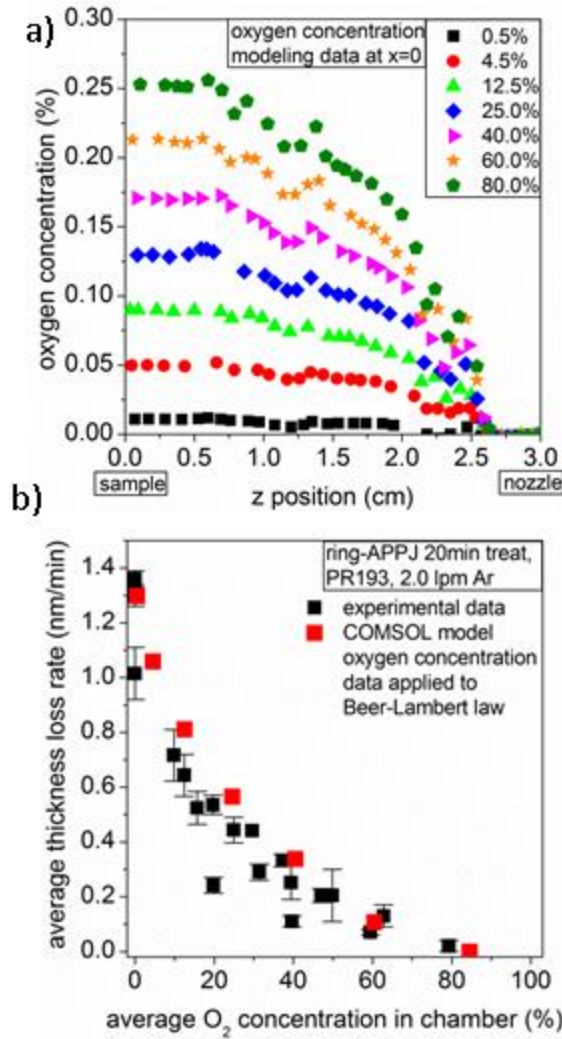 a)
oxygen concentration
modeling data at x=0
0.5%
4.5%
12.5%
25.0%
40.0%
60.0%
80.0%
0.30
0.25
0.20
0.15
0.10
0.05
0.00
oxygen concentration (%)
0.0 0.5 1.0 1.5 2.0 2.5 3.0
sample
nozzle
z position (cm)
b)
ring-APPJ 20min treat,
PR193, 2.0 lpm Ar
experimental data
COMSOL model
oxygen concentration
data applied to
Beer-Lambert law
1.4
1.2
1.0
0.8
0.6
0.4
0.2
0.0
average thickness loss rate (nm/min)
0 20 40 60 80 100
average O₂ concentration in chamber (%)